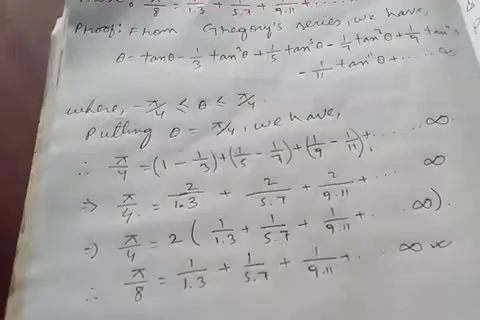 π/8 = 1/1.3 + 1/5.7 + 1/9.11 + ....
Proof: From Gregory's series, we have,
θ = tanθ - 1/3 tan³θ + 1/5 tan⁵θ - 1/7 tan⁷θ + 1/9 tan⁹
- 1/11 tan¹¹θ + .... ∞
where, -π/4 ≤ θ ≤ π/4.
Putting θ = π/4, we have,
∴ π/4 = (1 - 1/3) + (1/5 - 1/7) + (1/9 - 1/11) + .... ∞
⇒ π/4 = 2/1.3 + 2/5.7 + 2/9.11 + ... ∞
⇒ π/4 = 2 ( 1/1.3 + 1/5.7 + 1/9.11 + .. ∞ ).
∴ π/8 = 1/1.3 + 1/5.7 + 1/9.11 + .. ∞